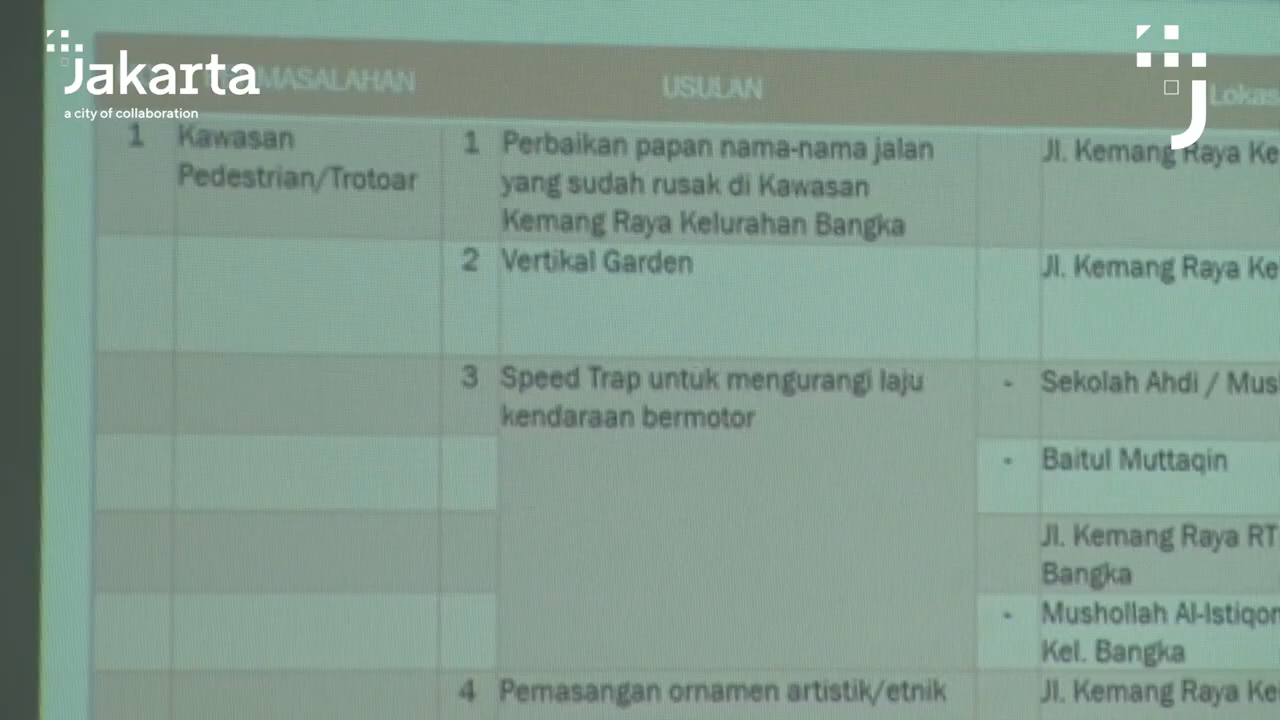 Jakarta
a city of collaboration
MASALAHAN
USULAN
Lokas
1 Kawasan
Pedestrian/Trotoar
1 Perbaikan papan nama-nama jalan
yang sudah rusak di Kawasan
Kemang Raya Kelurahan Bangka
Jl. Kemang Raya Ke
2 Vertikal Garden
Jl. Kemang Raya Ke
3 Speed Trap untuk mengurangi laju
kendaraan bermotor
- Sekolah Ahdi / Mus
- Baitul Muttaqin
Jl. Kemang Raya RT
Bangka
- Mushollah Al-Istiqor
Kel. Bangka
4 Pemasangan ornamen artistik/etnik
Jl. Kemang Raya Ke